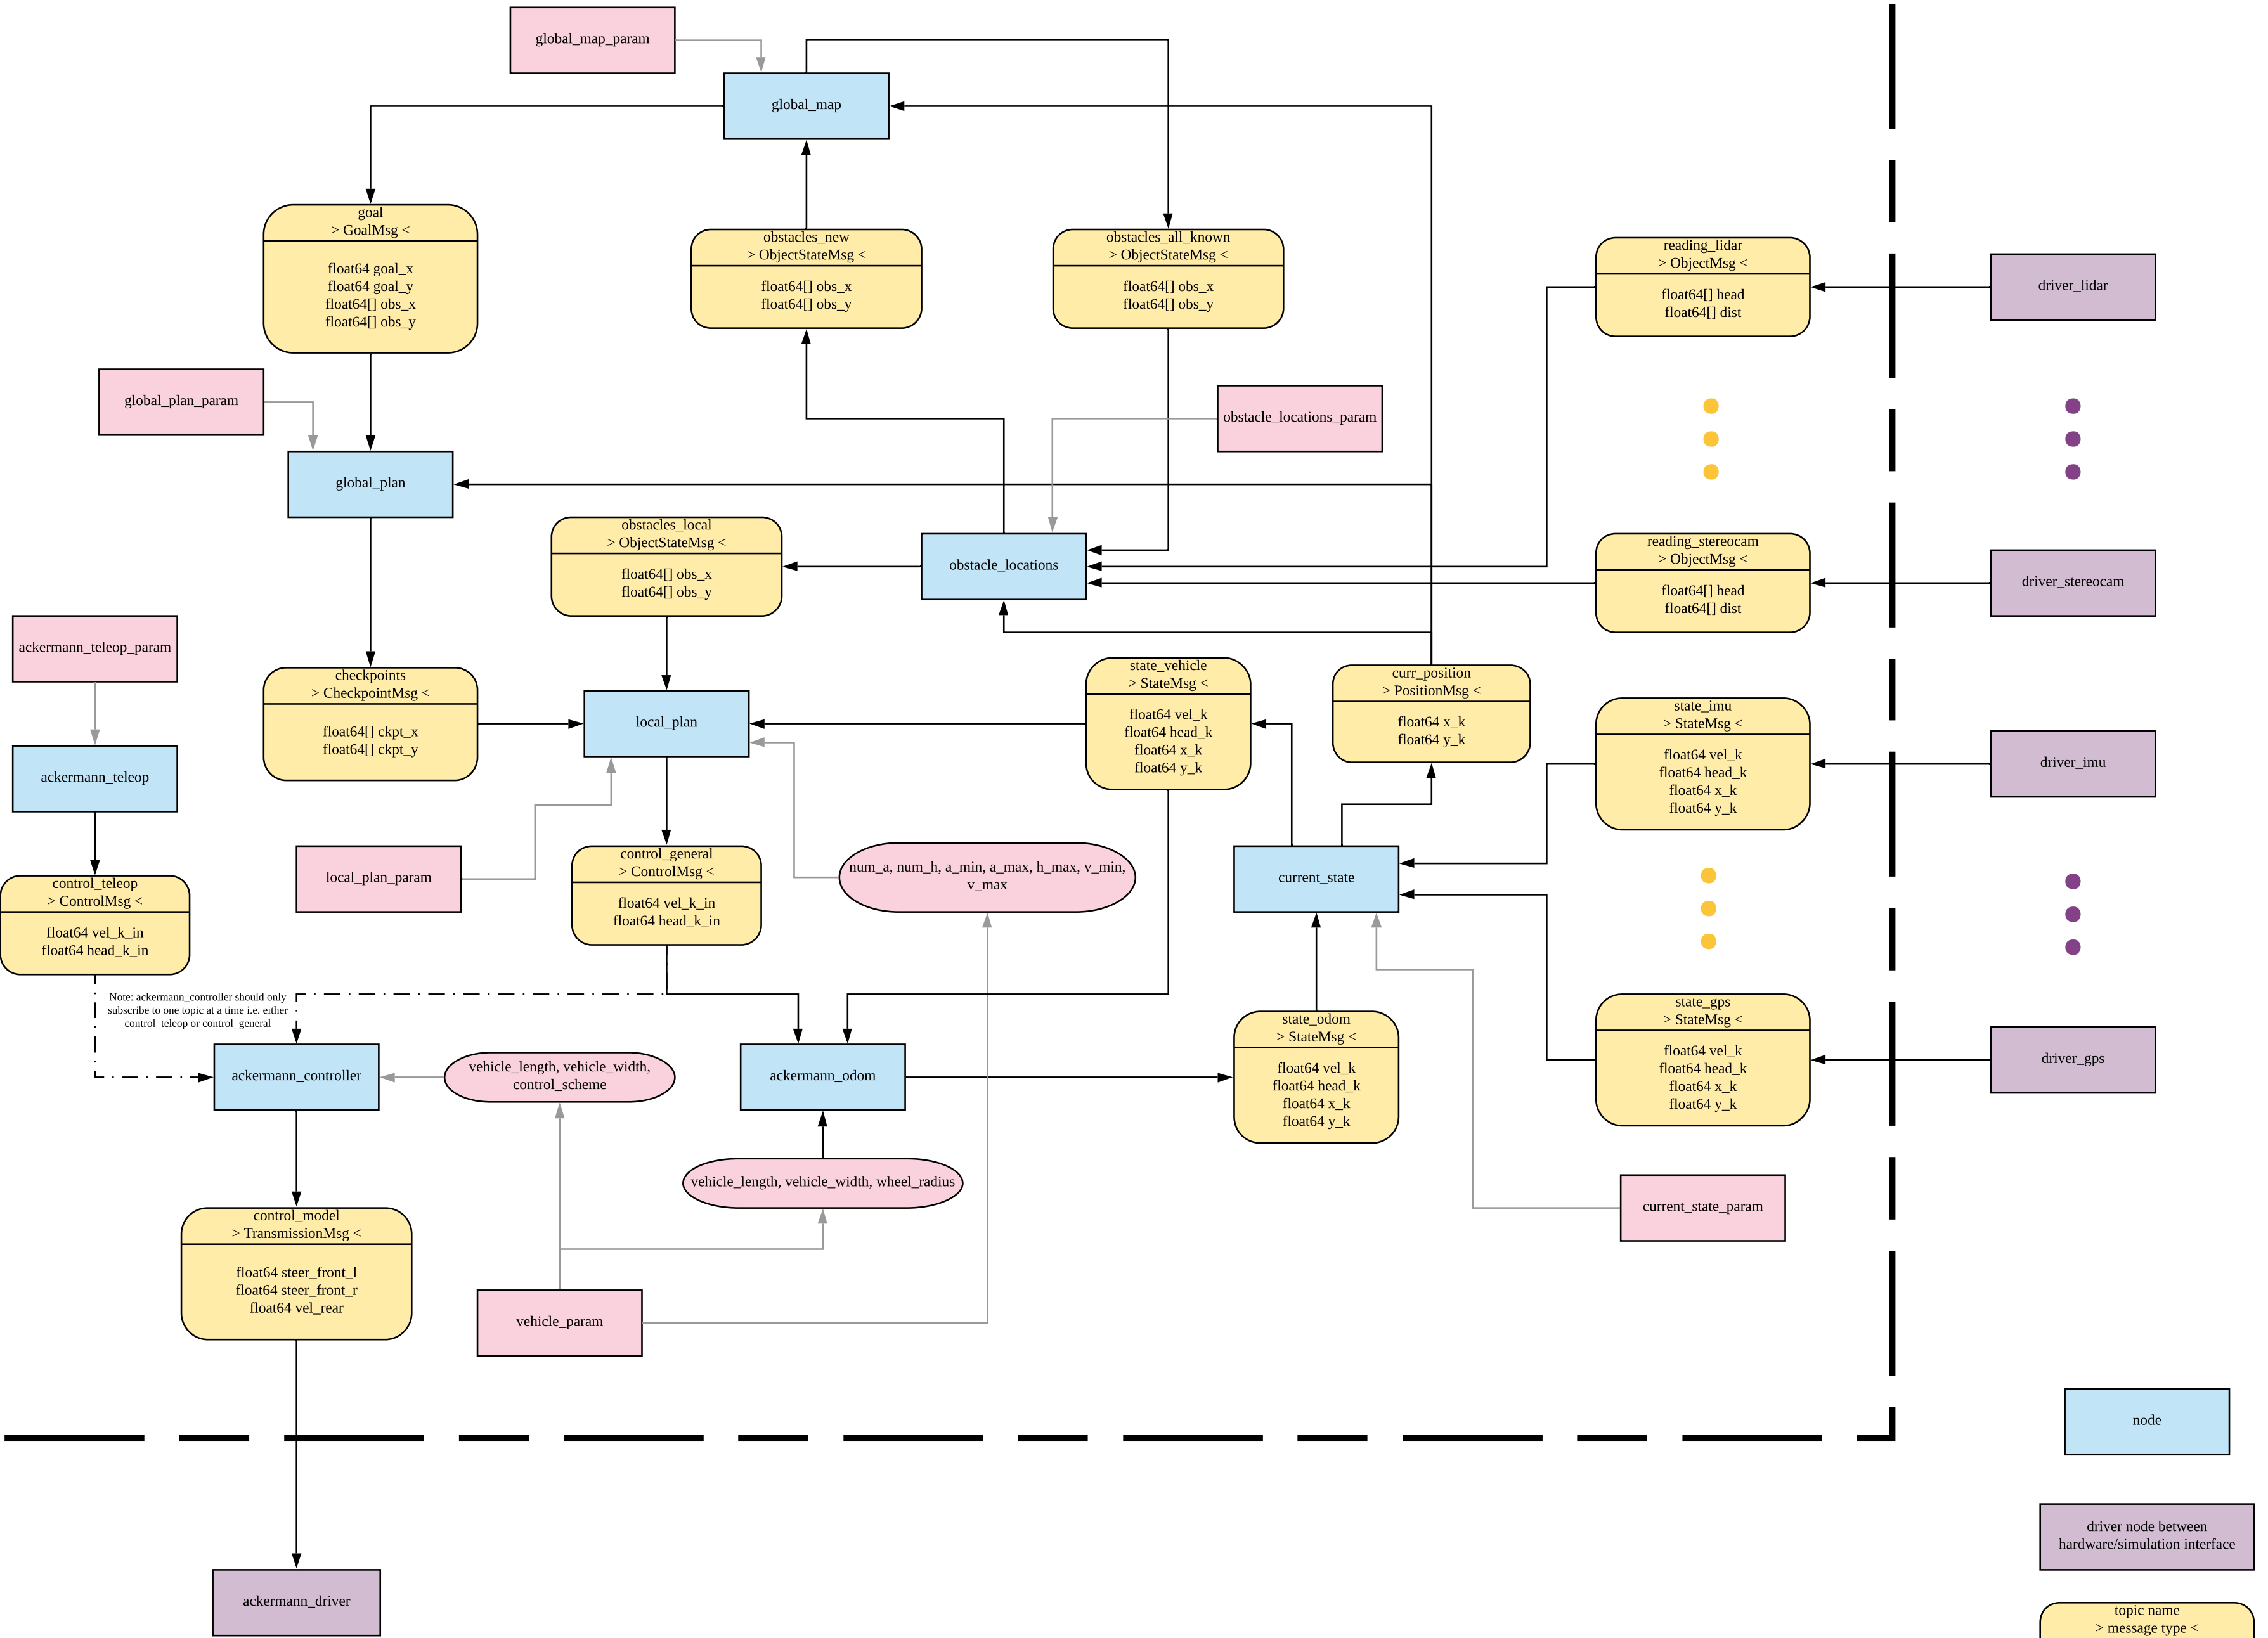 global_map_param
global_map
goal
> GoalMsg <
float64 goal_x
float64 goal_y
float64[] obs_x
float64[] obs_y
obstacles_new
> ObjectStateMsg <
float64[] obs_x
float64[] obs_y
obstacles_all_known
> ObjectStateMsg <
float64[] obs_x
float64[] obs_y
reading_lidar
> ObjectMsg <
float64[] head
float64[] dist
driver_lidar
global_plan_param
obstacle_locations_param
global_plan
obstacles_local
> ObjectStateMsg <
float64[] obs_x
float64[] obs_y
obstacle_locations
reading_stereocam
> ObjectMsg <
float64[] head
float64[] dist
driver_stereocam
ackermann_teleop_param
checkpoints
> CheckpointMsg <
float64[] ckpt_x
float64[] ckpt_y
local_plan
state_vehicle
> StateMsg <
float64 vel_k
float64 head_k
float64 x_k
float64 y_k
curr_position
> PositionMsg <
float64 x_k
float64 y_k
state_imu
> StateMsg <
float64 vel_k
float64 head_k
float64 x_k
float64 y_k
driver_imu
ackermann_teleop
control_teleop
> ControlMsg <
float64 vel_k_in
float64 head_k_in
local_plan_param
control_general
> ControlMsg <
float64 vel_k_in
float64 head_k_in
num_a, num_h, a_min, a_max, h_max, v_min,
v_max
current_state
Note: ackermann_controller should only
subscribe to one topic at a time i.e. either
control_teleop or control_general
ackermann_controller
vehicle_length, vehicle_width,
control_scheme
ackermann_odom
state_odom
> StateMsg <
float64 vel_k
float64 head_k
float64 x_k
float64 y_k
state_gps
> StateMsg <
float64 vel_k
float64 head_k
float64 x_k
float64 y_k
driver_gps
vehicle_length, vehicle_width, wheel_radius
current_state_param
control_model
> TransmissionMsg <
float64 steer_front_l
float64 steer_front_r
float64 vel_rear
vehicle_param
node
driver node between
hardware/simulation interface
ackermann_driver
topic name
> message type <